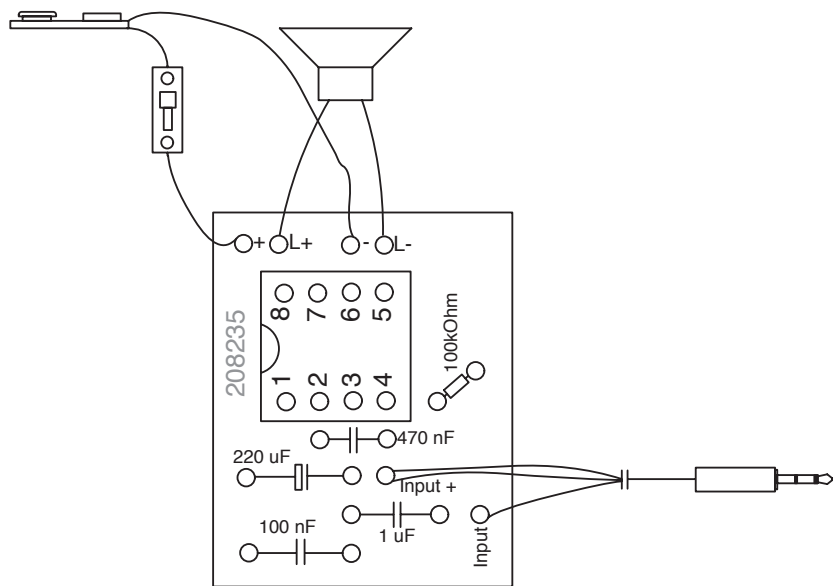 + L+ - L-
8 7 6 5
208235
100kOhm
1 2 3 4
470 nF
220 uF
Input +
1 uF
Input
100 nF